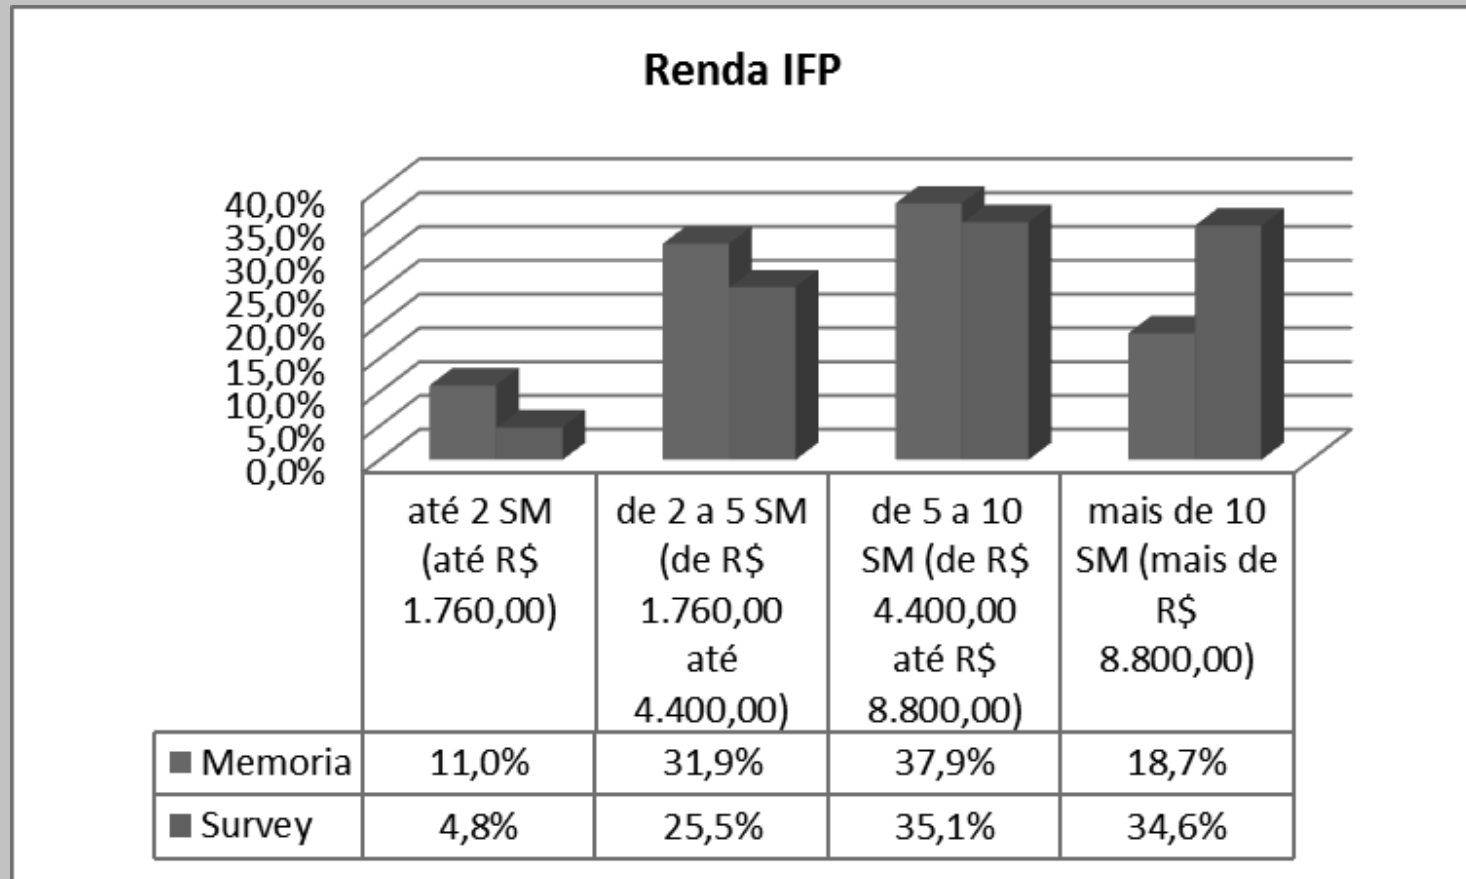 Renda IFP
40,0%
35,0%
30,0%
25,0%
20,0%
15,0%
10,0%
5,0%
0,0%
até 2 SM
(até R$
1.760,00)
de 2 a 5 SM
(de R$
1.760,00
até
4.400,00)
de 5 a 10
SM (de R$
4.400,00
até R$
8.800,00)
mais de 10
SM (mais de
R$
8.800,00)
Memoria 11,0% 31,9% 37,9% 18,7%
Survey 4,8% 25,5% 35,1% 34,6%